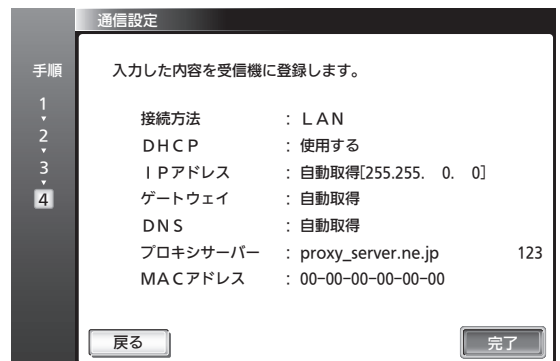 通信設定
手順
1
2
3
4
入力した内容を受信機に登録します。
接続方法 : LAN
DHCP : 使用する
IPアドレス : 自動取得[255.255. 0. 0]
ゲートウェイ : 自動取得
DNS : 自動取得
プロキシサーバー : proxy_server.ne.jp 123
MACアドレス : 00-00-00-00-00-00
戻る
完了